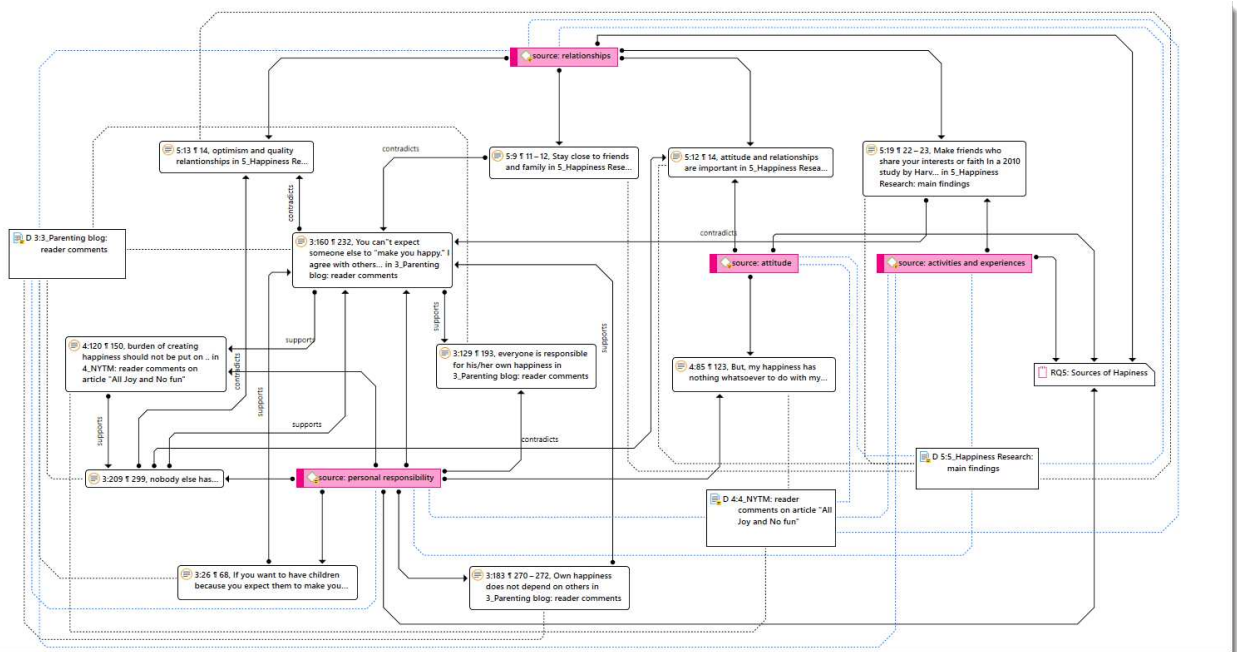 source: relationships
contradicts
5:13 ¶ 14, optimism and quality
relantionships in 5_Happiness Re...
5:9 ¶ 11 – 12, Stay close to friends
and family in 5_Happiness Rese...
5:12 ¶ 14, attitude and relationships
are important in 5_Happiness Resea...
5:19 ¶ 22 – 23, Make friends who
share your interests or faith In a 2010
study by Harv... in 5_Happiness
Research: main findings
contradicts
D 3:3_Parenting blog:
reader comments
3:160 ¶ 232, You can"t expect
someone else to "make you happy." I
agree with others... in 3_Parenting
blog: reader comments
contradicts
source: attitude
source: activities and experiences
supports
supports
supports
4:120 ¶ 150, burden of creating
happiness should not be put on .. in
4_NYTM: reader comments on
article "All Joy and No fun"
contradicts
3:129 ¶ 193, everyone is responsible
for his/her own happiness in
3_Parenting blog: reader comments
4:85 ¶ 123, But, my happiness has
nothing whatsoever to do with my...
RQ5: Sources of Hapiness
supports
supports
supports
contradicts
3:209 ¶ 299, nobody else has...
source: personal responsibility
D 5:5_Happiness Research:
main findings
D 4:4_NYTM: reader
comments on article "All
Joy and No fun"
3:26 ¶ 68, If you want to have children
because you expect them to make you...
3:183 ¶ 270 – 272, Own happiness
does not depend on others in
3_Parenting blog: reader comments